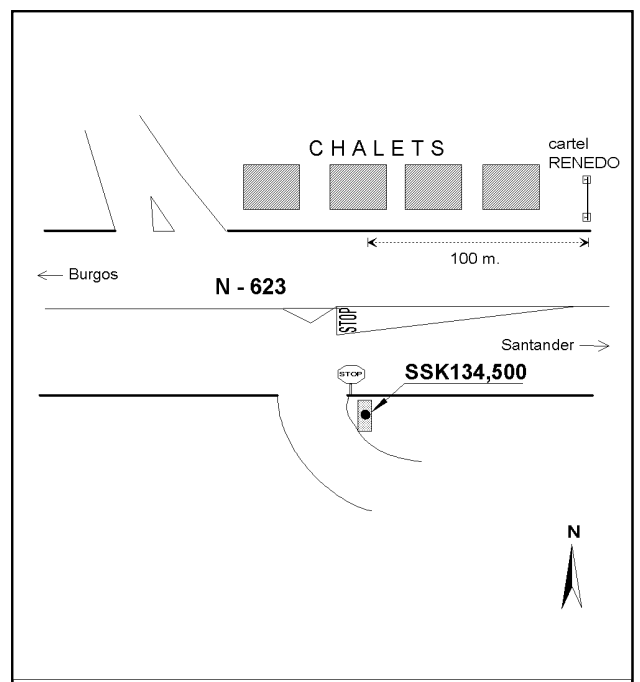 CHALETS
cartel
RENEDO
100 m.
Burgos
N - 623
STOP
Santander
STOP
SSK134,500
N